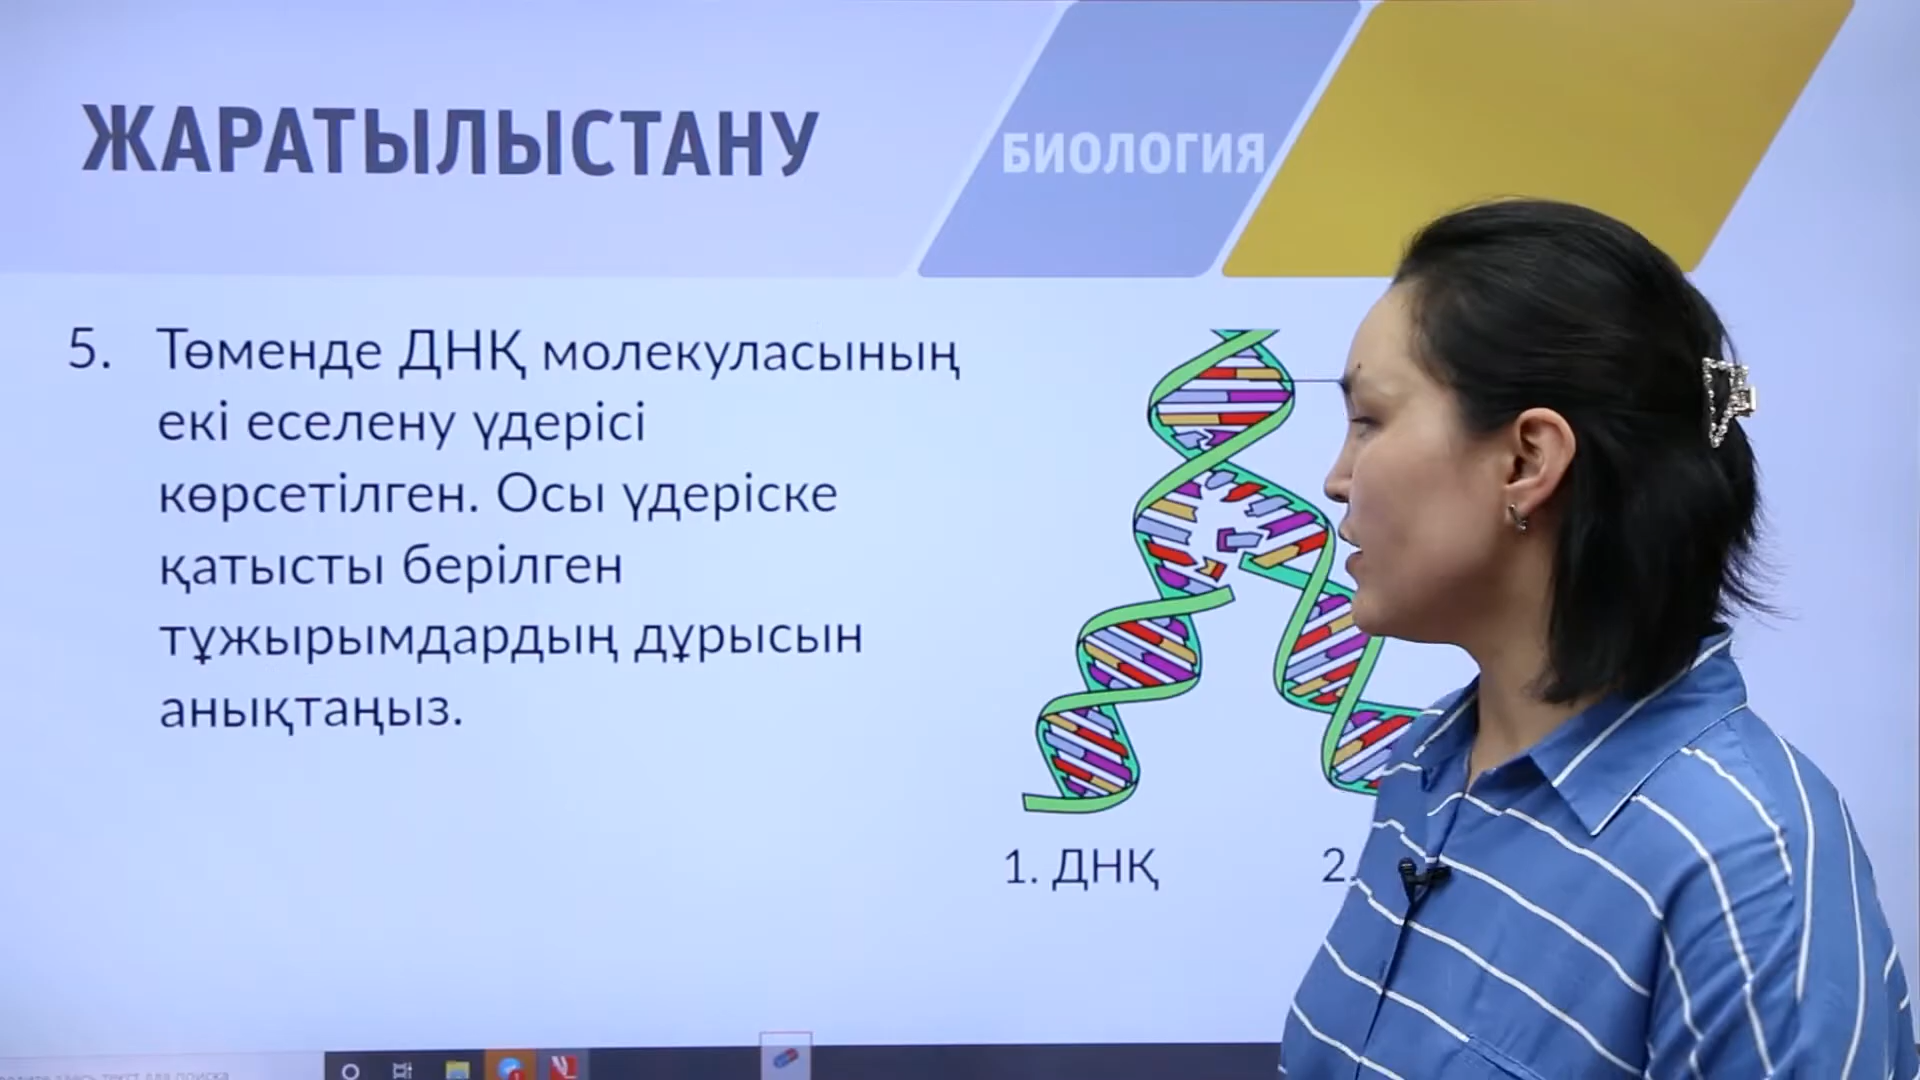 ЖАРАТЫЛЫСТАНУ
БИОЛОГИЯ
5. Төменде ДНҚ молекуласының
екі еселену үдерісі
көрсетілген. Осы үдеріске
қатысты берілген
тұжырымдардың дұрысын
анықтаңыз.
1. ДНҚ
2.